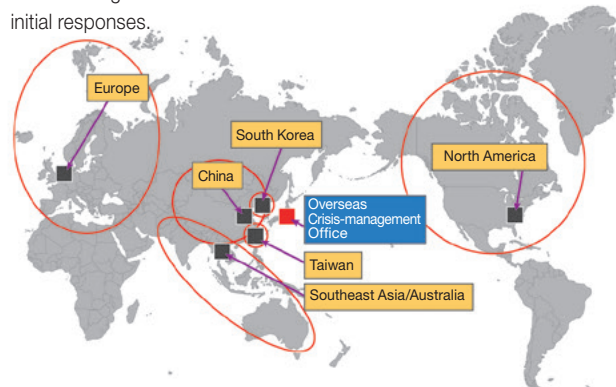 initial responses.
Europe
South Korea
China
North America
Overseas
Crisis-management
Office
Taiwan
Southeast Asia/Australia